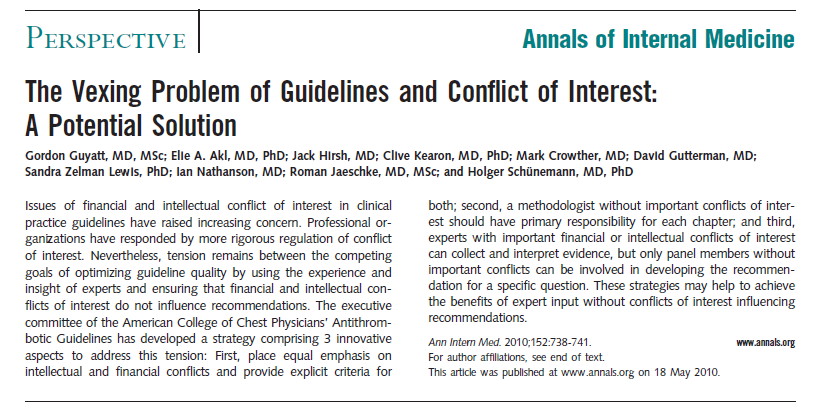 PERSPECTIVE
Annals of Internal Medicine
The Vexing Problem of Guidelines and Conflict of Interest:
A Potential Solution
Gordon Guyatt, MD, MSc; Elie A. Akl, MD, PhD; Jack Hirsh, MD; Clive Kearon, MD, PhD; Mark Crowther, MD; David Gutterman, MD;
Sandra Zelman Lewis, PhD; Ian Nathanson, MD; Roman Jaeschke, MD, MSc; and Holger Schünemann, MD, PhD
Issues of financial and intellectual conflict of interest in clinical
practice guidelines have raised increasing concern. Professional or-
ganizations have responded by more rigorous regulation of conflict
of interest. Nevertheless, tension remains between the competing
goals of optimizing guideline quality by using the experience and
insight of experts and ensuring that financial and intellectual con-
flicts of interest do not influence recommendations. The executive
committee of the American College of Chest Physicians' Antithrom-
botic Guidelines has developed a strategy comprising 3 innovative
aspects to address this tension: First, place equal emphasis on
intellectual and financial conflicts and provide explicit criteria for
both; second, a methodologist without important conflicts of inter-
est should have primary responsibility for each chapter; and third,
experts with important financial or intellectual conflicts of interest
can collect and interpret evidence, but only panel members without
important conflicts can be involved in developing the recommen-
dation for a specific question. These strategies may help to achieve
the benefits of expert input without conflicts of interest influencing
recommendations.
Ann Intern Med. 2010;152:738-741.
www.annals.org
For author affiliations, see end of text.
This article was published at www.annals.org on 18 May 2010.